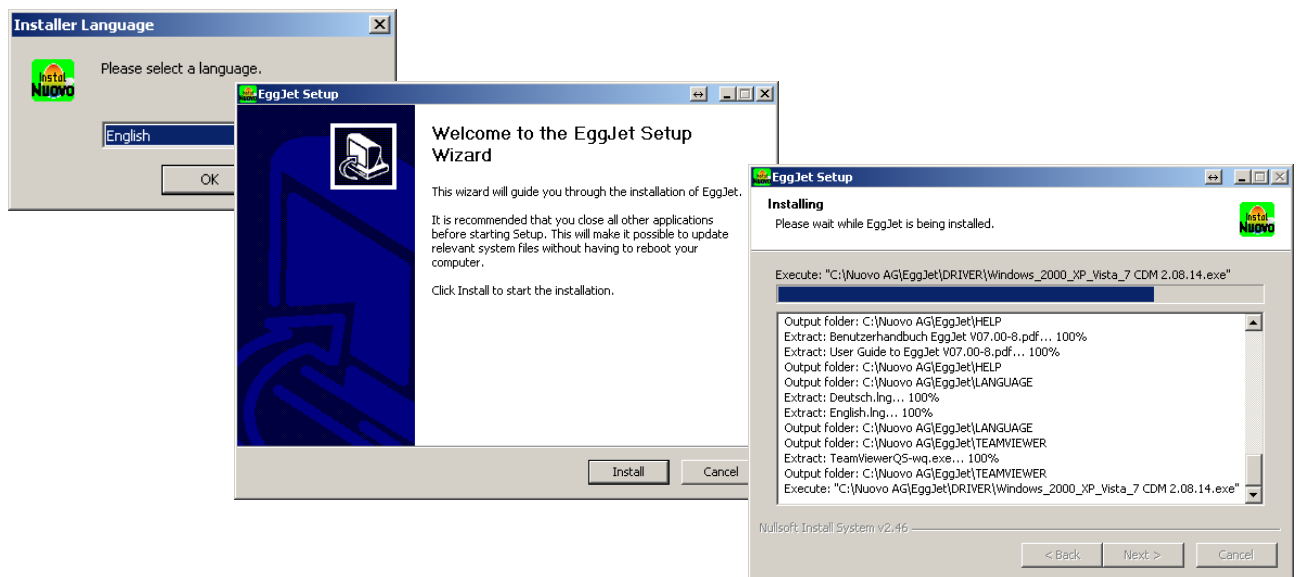 Installer Language
Instal
Nuovo
Please select a language.
English
OK
EggJet Setup
Welcome to the EggJet Setup
Wizard
This wizard will guide you through the installation of EggJet.
It is recommended that you close all other applications
before starting Setup. This will make it possible to update
relevant system files without having to reboot your
computer.
Click Install to start the installation.
Install
Cancel
EggJet Setup
Installing
Please wait while EggJet is being installed.
Instal
Nuovo
Execute: "C:\Nuovo AG\EggJet\DRIVER\Windows_2000_XP_Vista_7 CDM 2.08.14.exe"
Output folder: C:\Nuovo AG\EggJet\HELP
Extract: Benutzerhandbuch EggJet V07.00-8.pdf... 100%
Extract: User Guide to EggJet V07.00-8.pdf... 100%
Output folder: C:\Nuovo AG\EggJet\HELP
Output folder: C:\Nuovo AG\EggJet\LANGUAGE
Extract: Deutsch.lng... 100%
Extract: English.lng... 100%
Output folder: C:\Nuovo AG\EggJet\LANGUAGE
Output folder: C:\Nuovo AG\EggJet\TEAMVIEWER
Extract: TeamViewerQS-wq.exe... 100%
Output folder: C:\Nuovo AG\EggJet\TEAMVIEWER
Execute: "C:\Nuovo AG\EggJet\DRIVER\Windows_2000_XP_Vista_7 CDM 2.08.14.exe"
Nullsoft Install System v2.46
< Back
Next >
Cancel